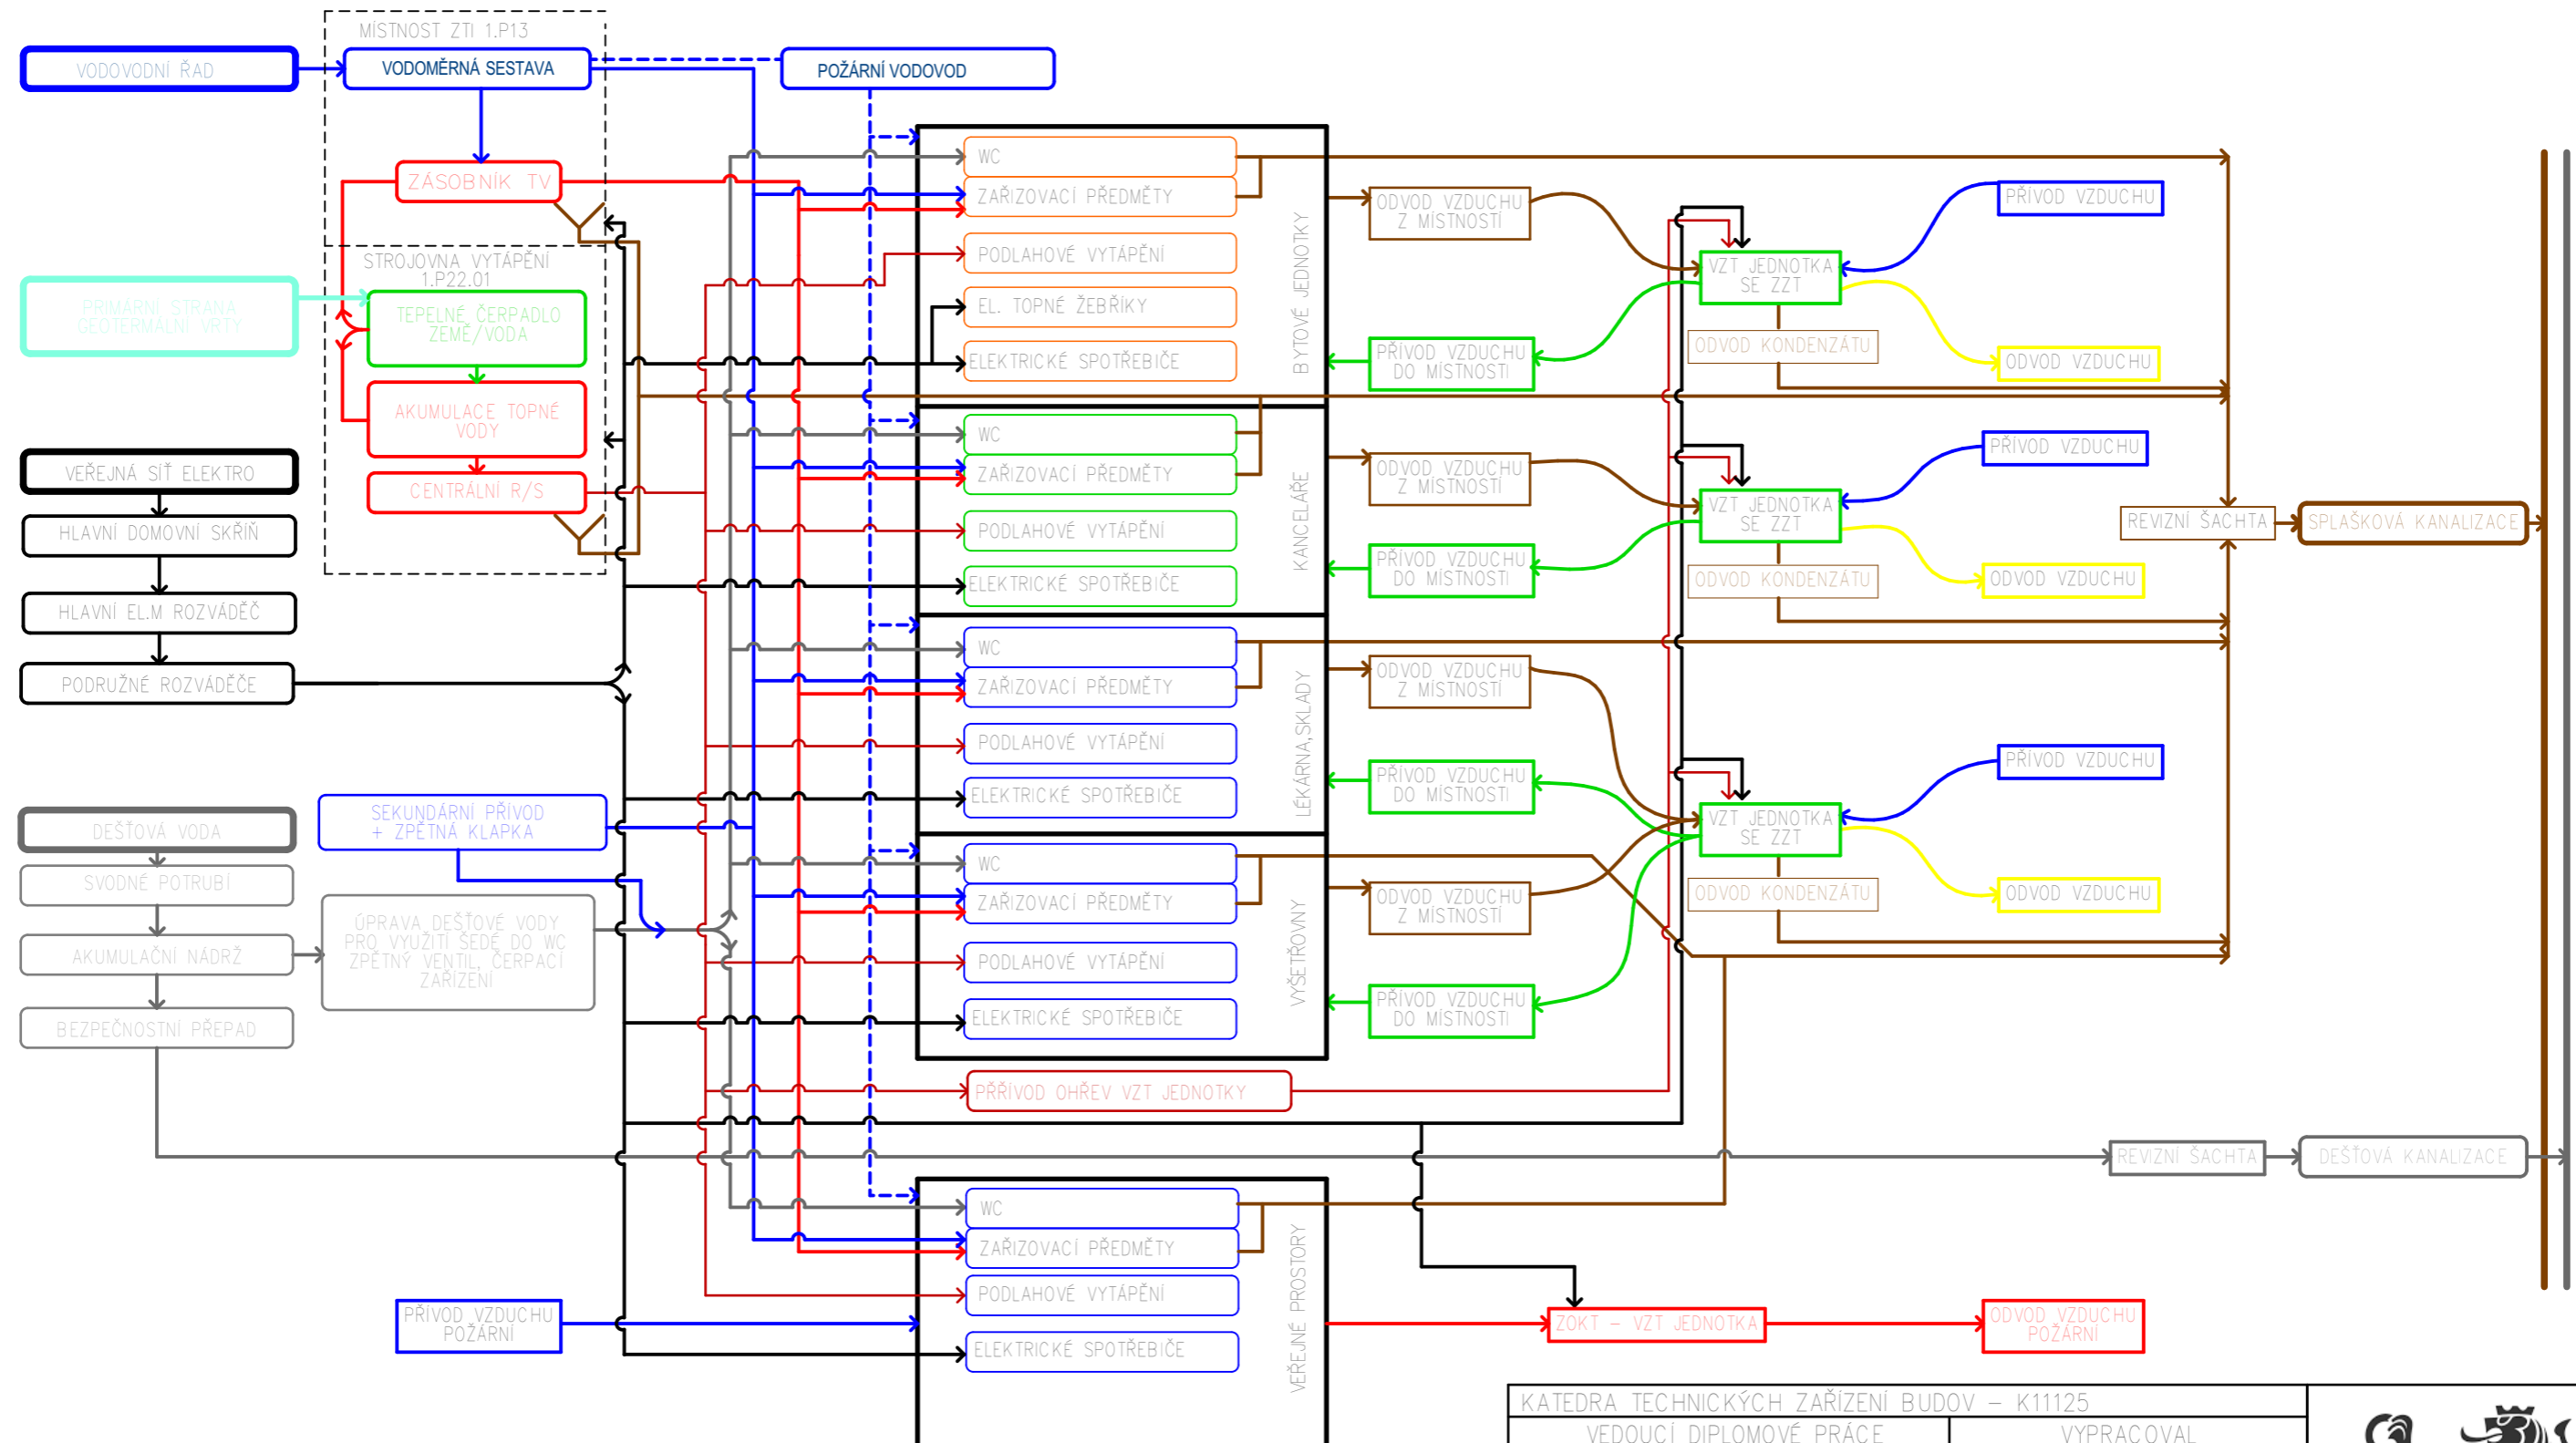 MÍSTNOST ZTI 1.P13
VODOVODNÍ ŘAD
VODOMĚRNÁ SESTAVA
POŽÁRNÍ VODOVOD
ZÁSOBNÍK TV
STROJOVNA VYTÁPĚNÍ
1.P22.01
PRIMÁRNÍ STRANA
GEOTERMÁLNÍ VRTY
TEPELNÉ ČERPADLO
ZEMĚ/VODA
AKUMULACE TOPNÉ
VODY
CENTRÁLNÍ R/S
VEŘEJNÁ SÍŤ ELEKTRO
HLAVNÍ DOMOVNÍ SKŘÍŇ
HLAVNÍ EL.M ROZVÁDĚČ
PODRUŽNÉ ROZVÁDĚČE
DEŠŤOVÁ VODA
SVODNÉ POTRUBÍ
AKUMULAČNÍ NÁDRŽ
BEZPEČNOSTNÍ PŘEPAD
SEKUNDÁRNÍ PŘÍVOD
+ ZPĚTNÁ KLAPKA
ÚPRAVA DEŠŤOVÉ VODY
PRO VYUŽITÍ ŠEDÉ DO WC
ZPĚTNÝ VENTIL, ČERPACÍ
ZAŘÍZENÍ
WC
ZAŘIZOVACÍ PŘEDMĚTY
PODLAHOVÉ VYTÁPĚNÍ
EL. TOPNÉ ŽEBŘÍKY
ELEKTRICKÉ SPOTŘEBIČE
BYTOVÉ JEDNOTKY
WC
ZAŘIZOVACÍ PŘEDMĚTY
PODLAHOVÉ VYTÁPĚNÍ
ELEKTRICKÉ SPOTŘEBIČE
KANCELÁŘE
WC
ZAŘIZOVACÍ PŘEDMĚTY
PODLAHOVÉ VYTÁPĚNÍ
ELEKTRICKÉ SPOTŘEBIČE
LÉKÁRNA,SKLADY
WC
ZAŘIZOVACÍ PŘEDMĚTY
PODLAHOVÉ VYTÁPĚNÍ
ELEKTRICKÉ SPOTŘEBIČE
VYŠETŘOVNY
PŘŘÍVOD OHŘEV VZT JEDNOTKY
WC
ZAŘIZOVACÍ PŘEDMĚTY
PODLAHOVÉ VYTÁPĚNÍ
ELEKTRICKÉ SPOTŘEBIČE
VEŘEJNÉ PROSTORY
PŘÍVOD VZDUCHU
POŽÁRNÍ
ODVOD VZDUCHU
Z MÍSTNOSTÍ
PŘÍVOD VZDUCHU
DO MÍSTNOSTI
VZT JEDNOTKA
SE ZZT
ODVOD KONDENZÁTU
PŘÍVOD VZDUCHU
ODVOD VZDUCHU
ODVOD VZDUCHU
Z MÍSTNOSTÍ
PŘÍVOD VZDUCHU
DO MÍSTNOSTI
VZT JEDNOTKA
SE ZZT
ODVOD KONDENZÁTU
PŘÍVOD VZDUCHU
ODVOD VZDUCHU
REVIZNÍ ŠACHTA
SPLAŠKOVÁ KANALIZACE
ODVOD VZDUCHU
Z MÍSTNOSTÍ
PŘÍVOD VZDUCHU
DO MÍSTNOSTI
VZT JEDNOTKA
SE ZZT
ODVOD KONDENZÁTU
PŘÍVOD VZDUCHU
ODVOD VZDUCHU
ODVOD VZDUCHU
Z MÍSTNOSTÍ
PŘÍVOD VZDUCHU
DO MÍSTNOSTI
REVIZNÍ ŠACHTA
DEŠŤOVÁ KANALIZACE
ZOKT – VZT JEDNOTKA
ODVOD VZDUCHU
POŽÁRNÍ
KATEDRA TECHNICKÝCH ZAŘÍZENÍ BUDOV – K11125
VEDOUCÍ DIPLOMOVÉ PRÁCE
VYPRACOVAL